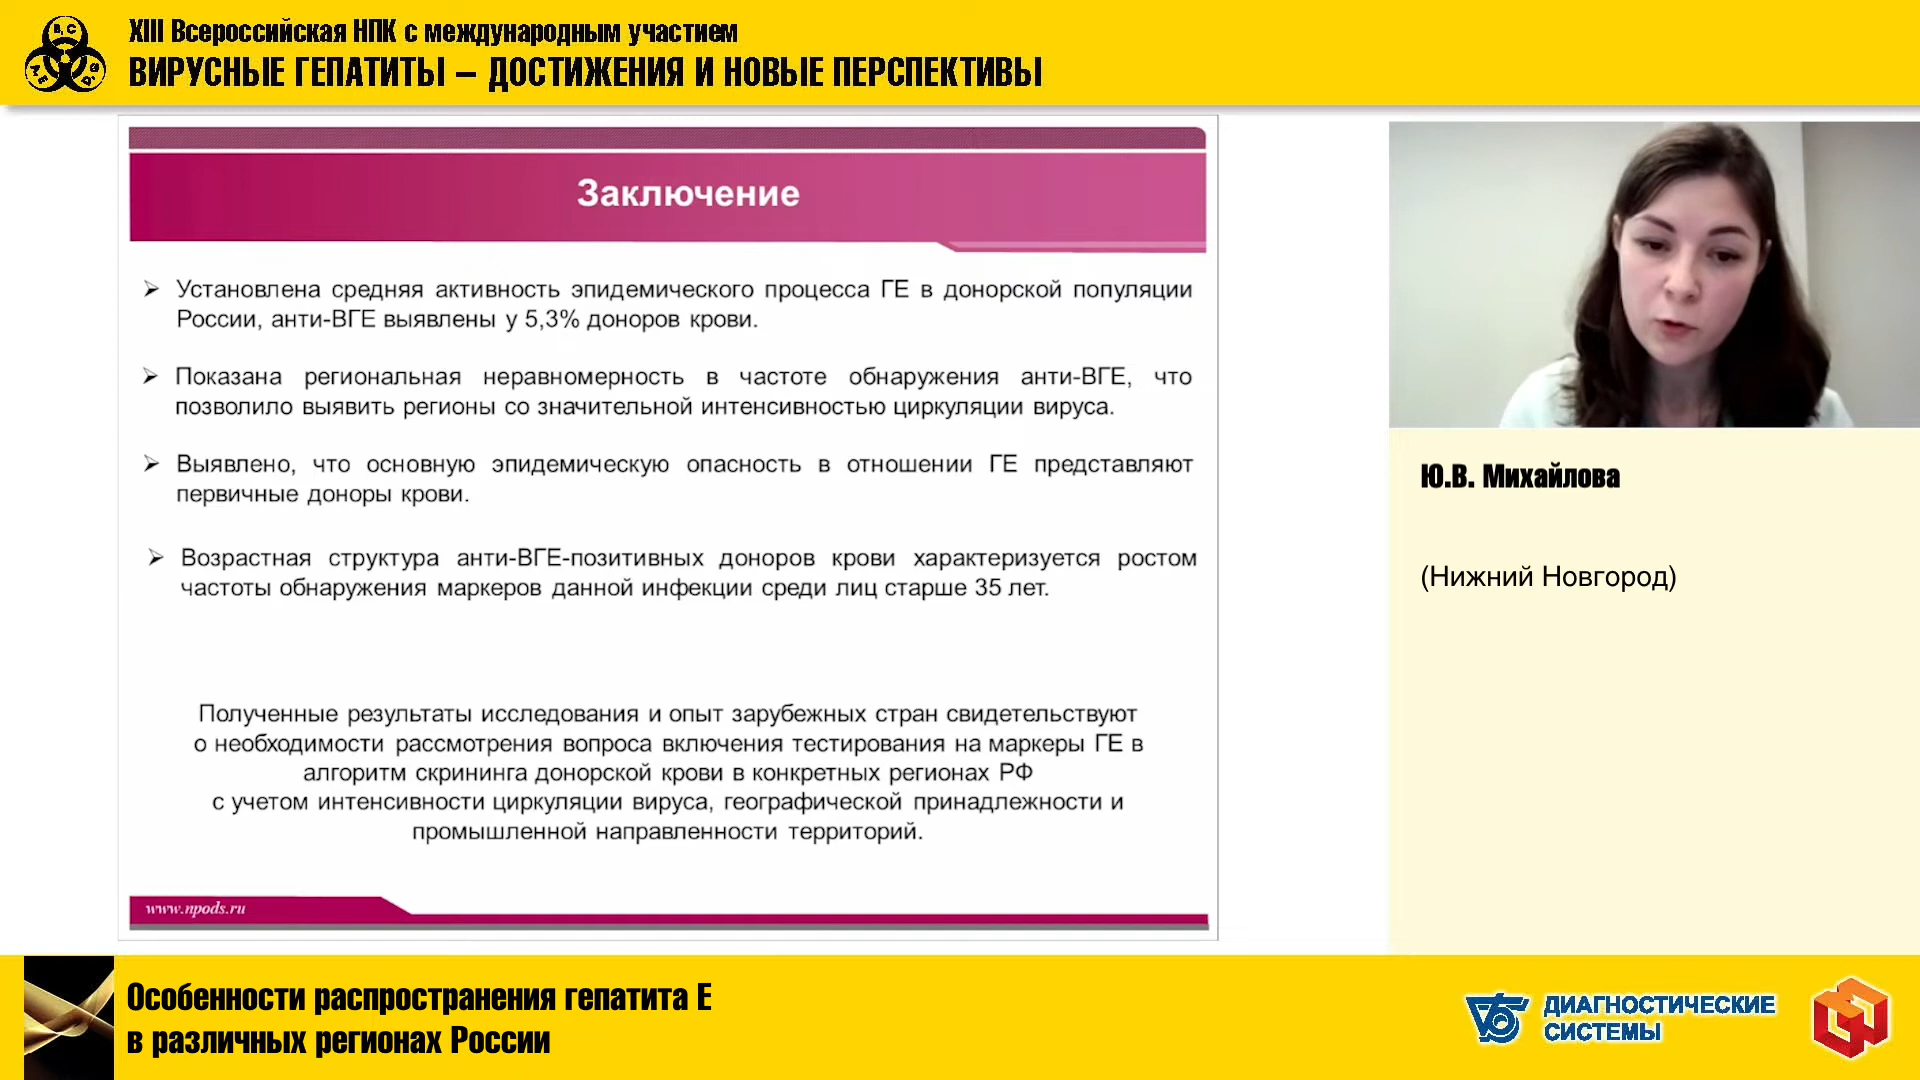 XIII Всероссийская НПК с международным участием
ВИРУСНЫЕ ГЕПАТИТЫ – ДОСТИЖЕНИЯ И НОВЫЕ ПЕРСПЕКТИВЫ
Заключение
➢ Установлена средняя активность эпидемического процесса ГЕ в донорской популяции
России, анти-ВГЕ выявлены у 5,3% доноров крови.
➢ Показана региональная неравномерность в частоте обнаружения анти-ВГЕ, что
позволило выявить регионы со значительной интенсивностью циркуляции вируса.
➢ Выявлено, что основную эпидемическую опасность в отношении ГЕ представляют
первичные доноры крови.
➢ Возрастная структура анти-ВГЕ-позитивных доноров крови характеризуется ростом
частоты обнаружения маркеров данной инфекции среди лиц старше 35 лет.
Полученные результаты исследования и опыт зарубежных стран свидетельствуют
о необходимости рассмотрения вопроса включения тестирования на маркеры ГЕ в
алгоритм скрининга донорской крови в конкретных регионах РФ
с учетом интенсивности циркуляции вируса, географической принадлежности и
промышленной направленности территорий.
www.npods.ru
Ю.В. Михайлова
(Нижний Новгород)
Особенности распространения гепатита Е
в различных регионах России
ДИАГНОСТИЧЕСКИЕ
СИСТЕМЫ